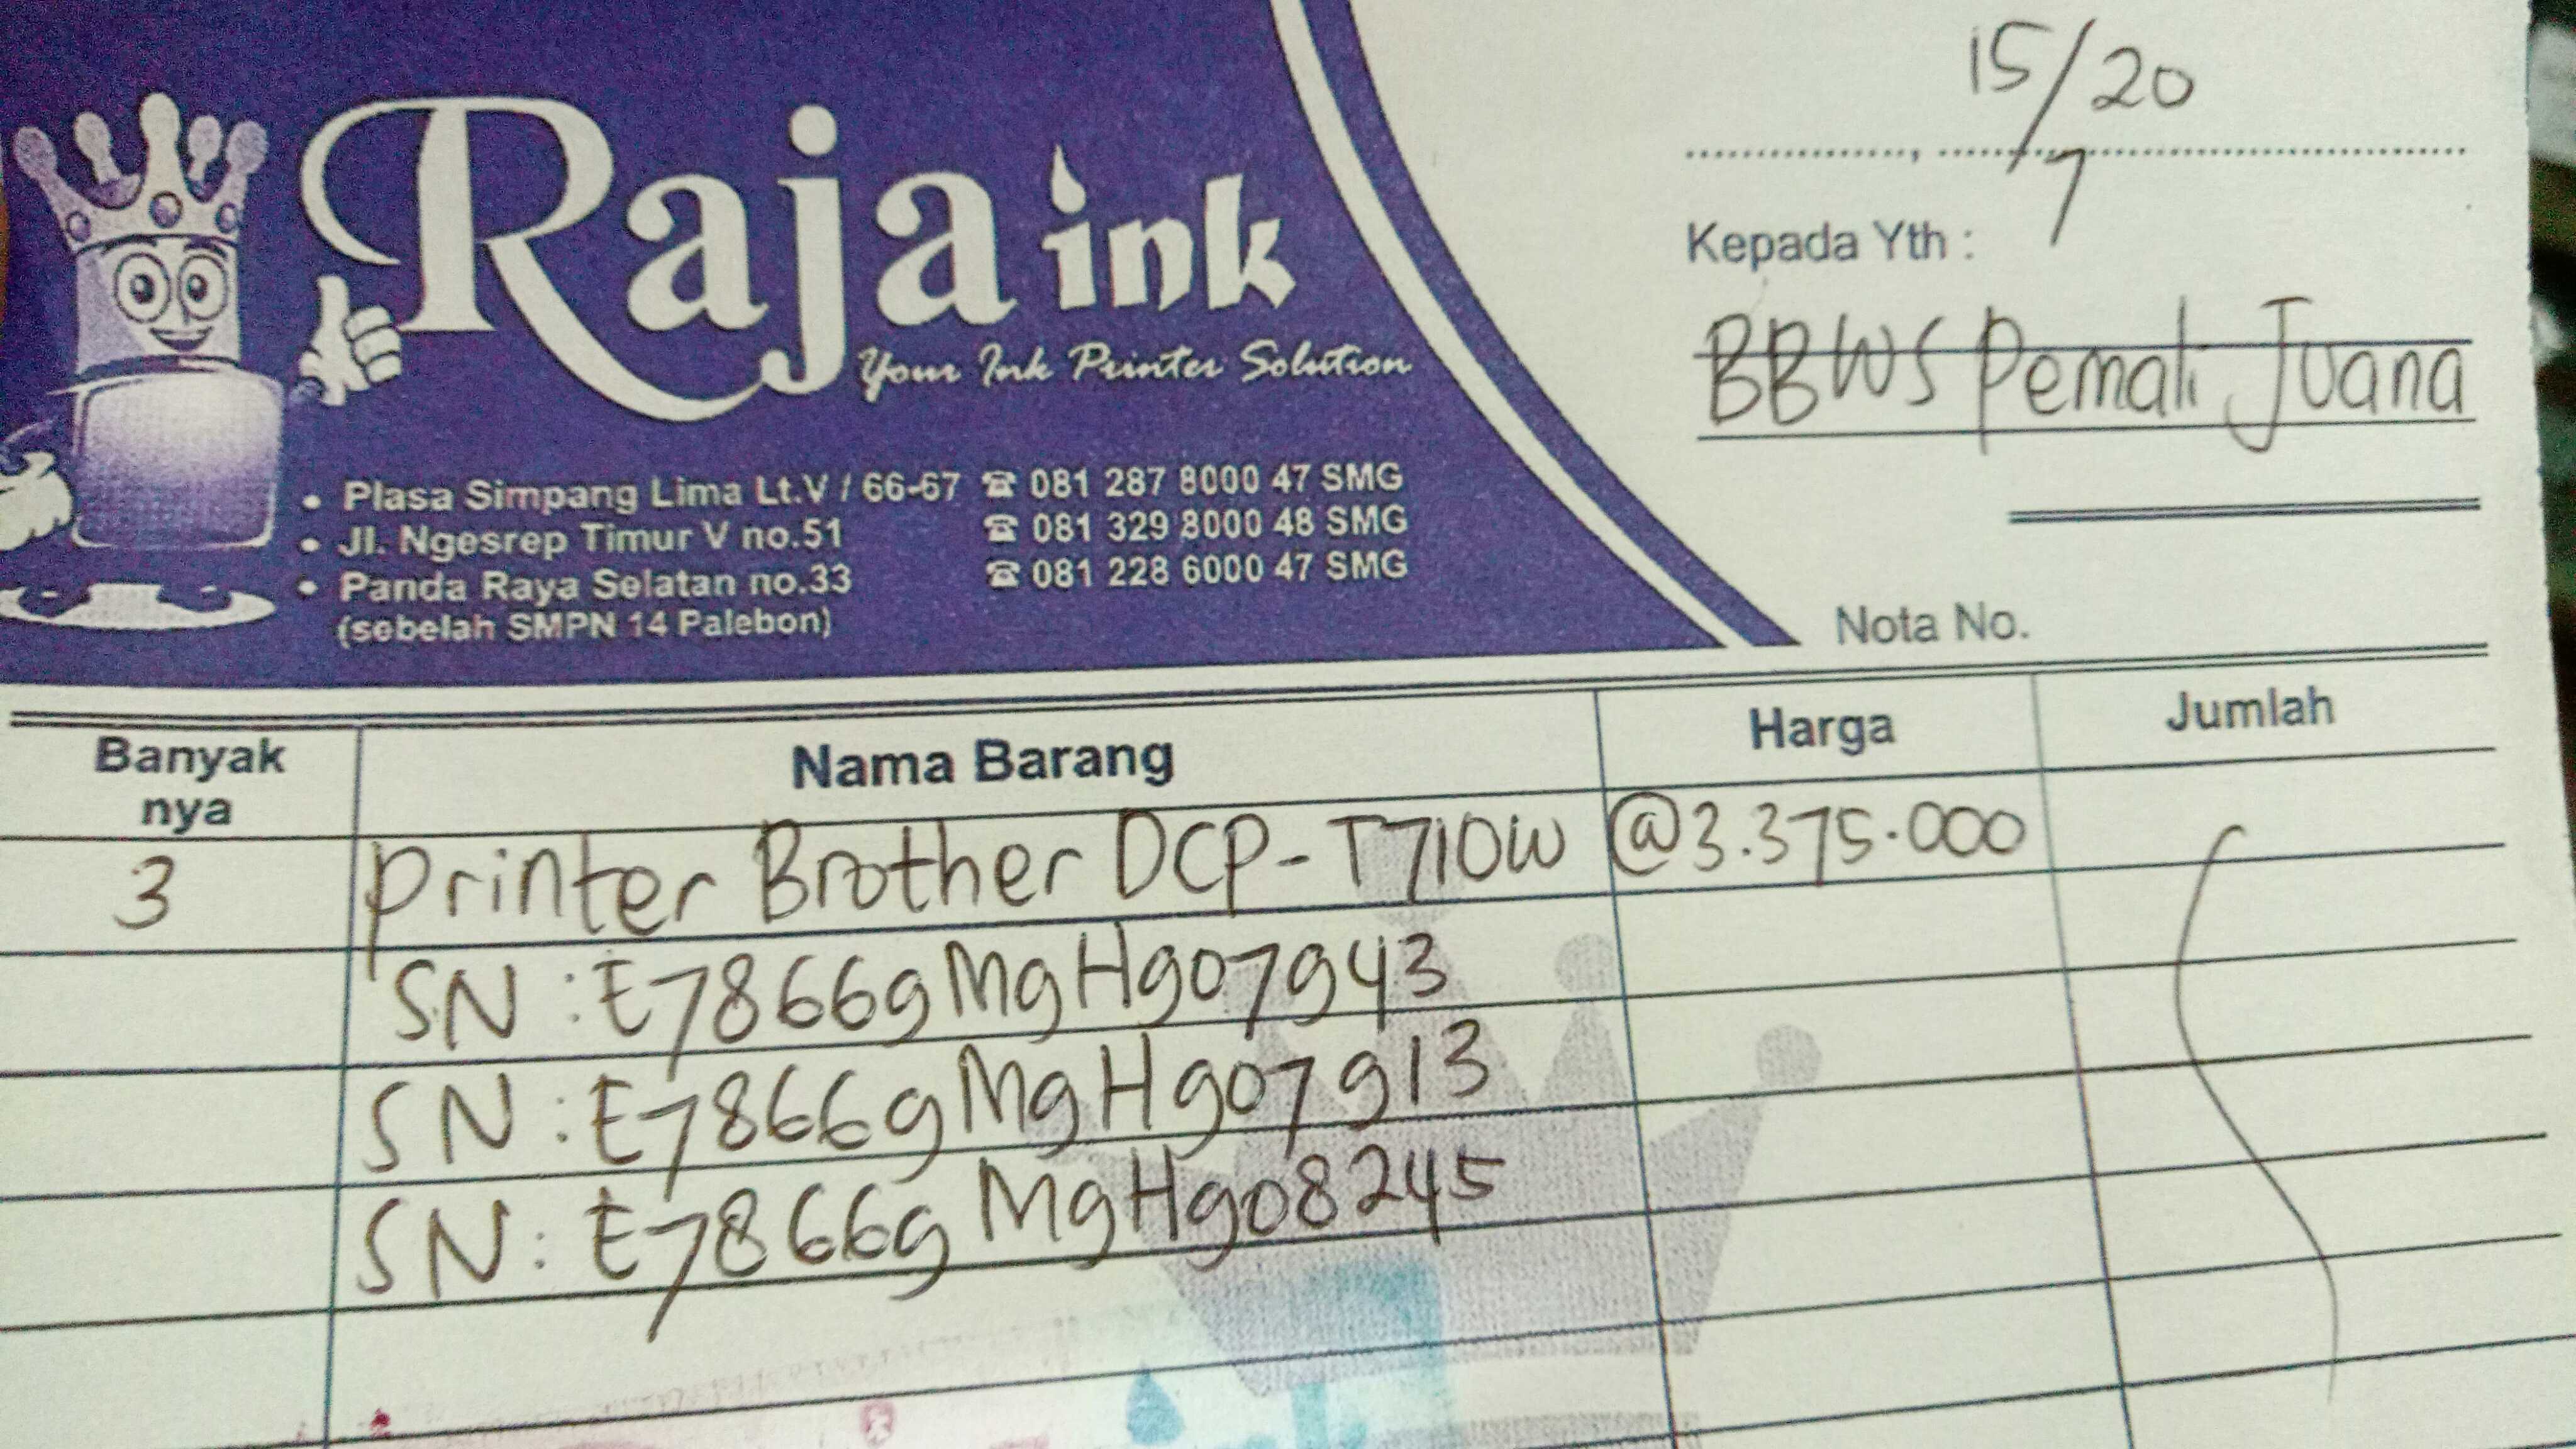 15/7 20
Raja ink
Your Ink Printer Solution
Kepada Yth :
BBWS Pemali Juana
• Plasa Simpang Lima Lt.V / 66-67 ☎ 081 287 8000 47 SMG
• Jl. Ngesrep Timur V no.51 ☎ 081 329 8000 48 SMG
• Panda Raya Selatan no.33 ☎ 081 228 6000 47 SMG
(sebelah SMPN 14 Palebon)
Nota No.
Banyak nya Nama Barang Harga Jumlah
3 Printer Brother DCP-T710W @3.375.000
SN : E78669M9H907943
SN : E78669M9H907913
SN : E78669M9H908245